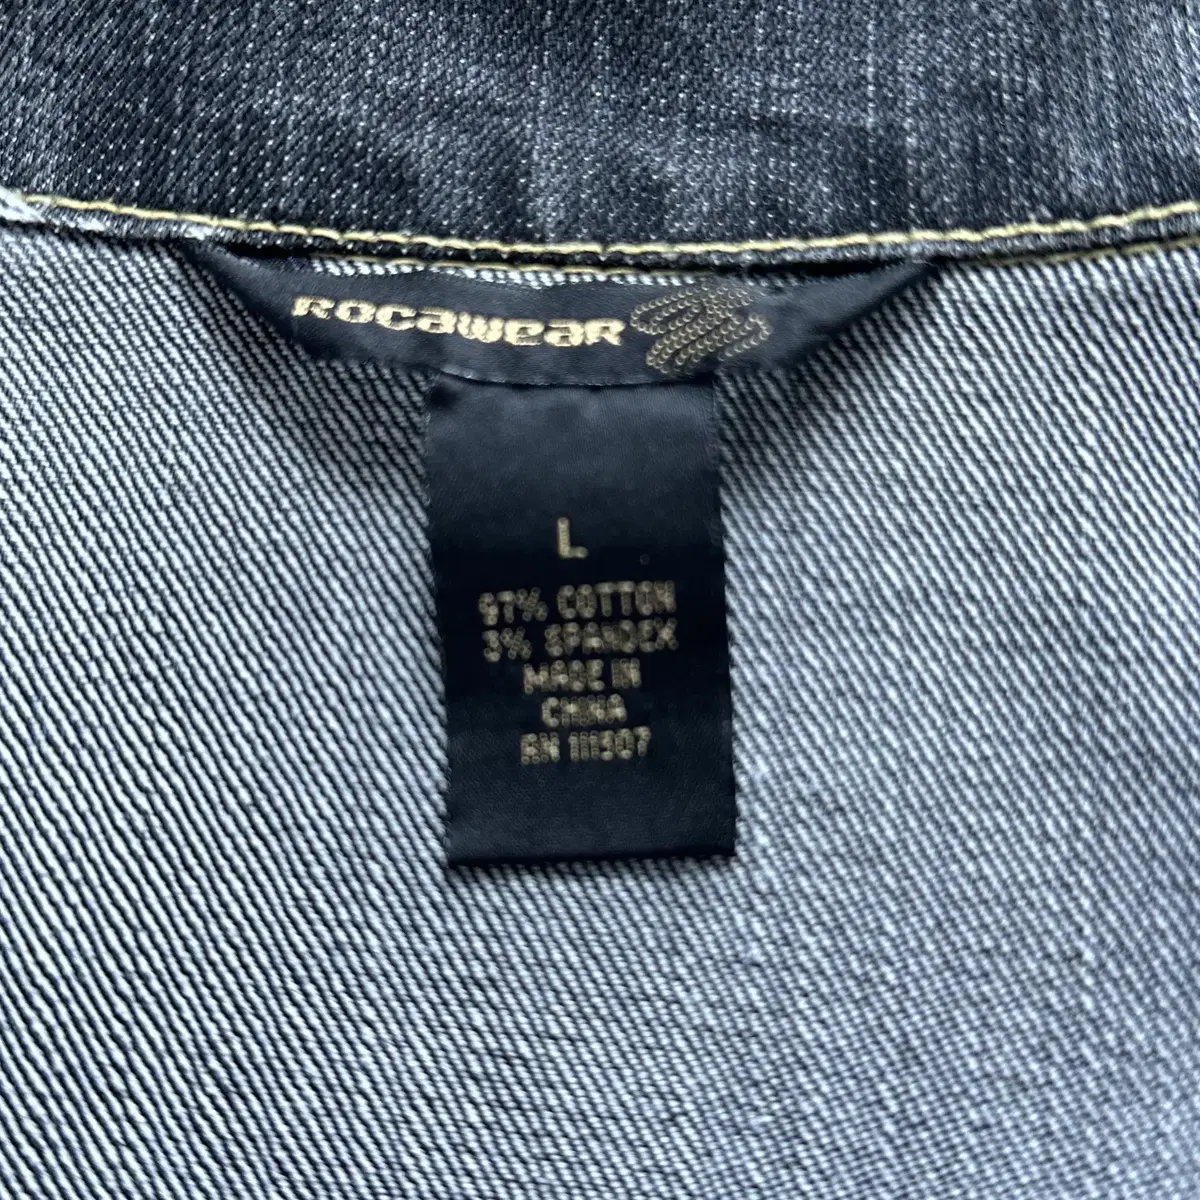 ROCAWEAR
L
97% COTTON
3% SPANDEX
MADE IN
CHINA
RN 111307